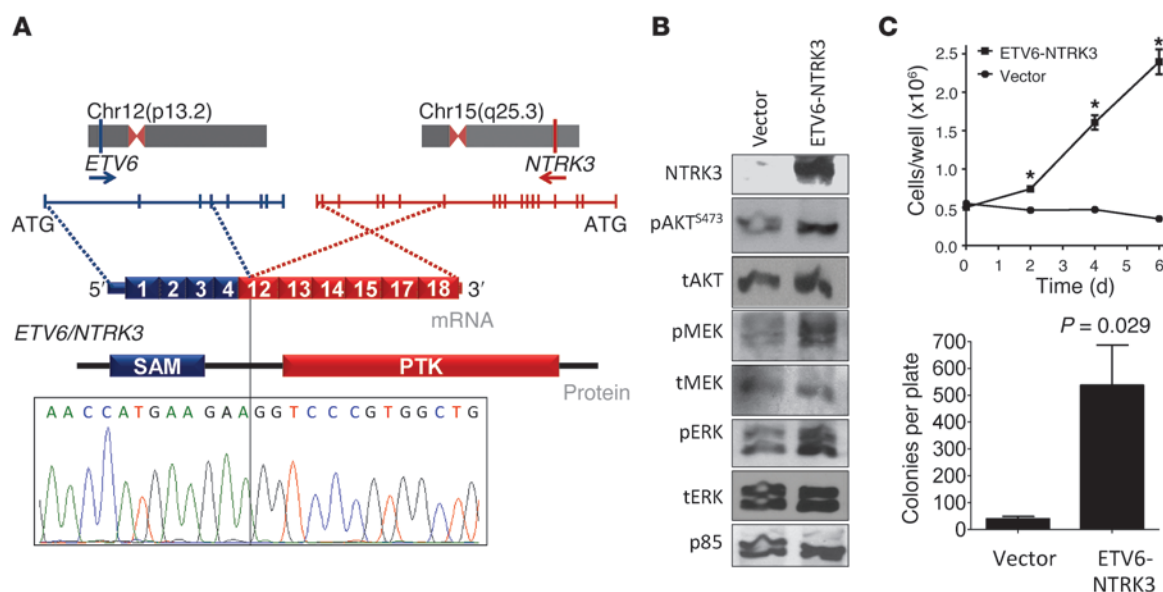 A
Chr12(p13.2)
Chr15(q25.3)
ETV6
NTRK3
ATG
ATG
5′ 1 2 3 4 12 13 14 15 17 18 3′
mRNA
ETV6/NTRK3
SAM
PTK
Protein
A A C C A T G A A G A A G G T C C C G T G G C T G
B
Vector
ETV6-NTRK3
NTRK3
pAKT^S473
tAKT
pMEK
tMEK
pERK
tERK
p85
C
ETV6-NTRK3
Vector
Cells/well (x10⁶)
2.5
2.0
1.5
1.0
0.5
0.0
* * *
0 2 4 6
Time (d)
P = 0.029
Colonies per plate
700
600
500
400
300
200
100
0
Vector
ETV6-
NTRK3